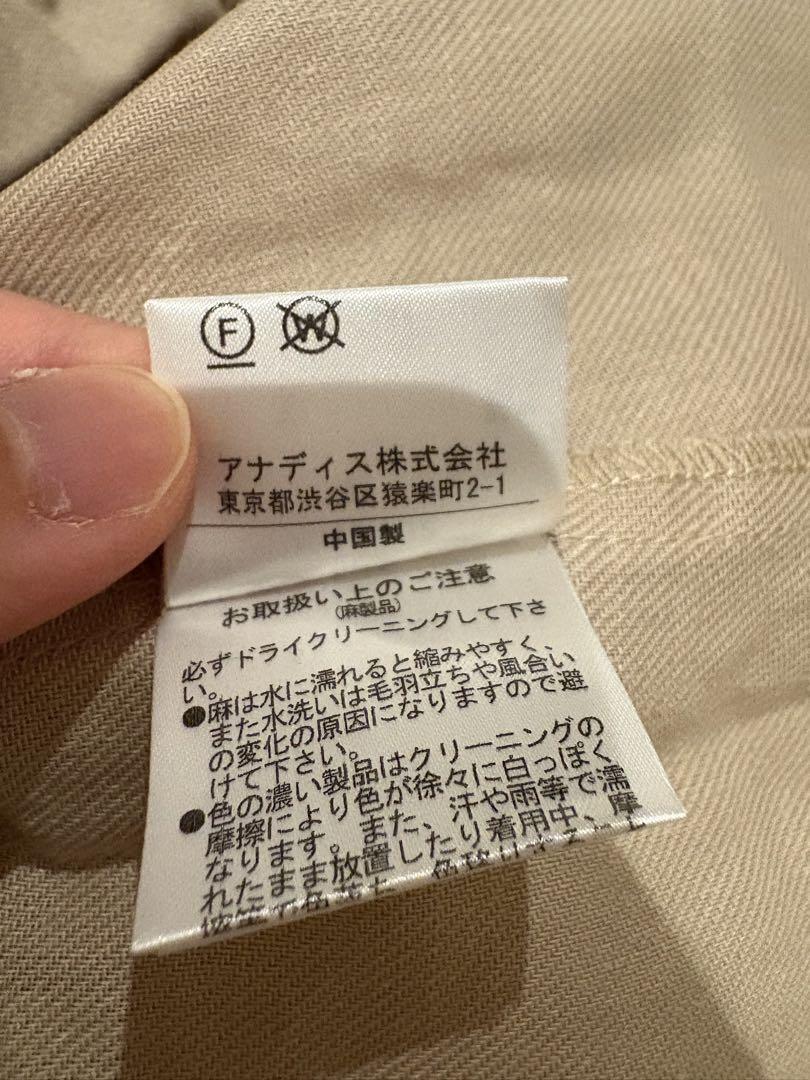 F W
アナディス株式会社
東京都渋谷区猿楽町2-1
中国製
お取扱い上のご注意
(麻製品)
必ずドライクリーニングして下さ
い。
●麻は水に濡れると縮みやすく、
また水洗いは毛羽立ちや風合い
の変化の原因になりますので避
けて下さい。
●色の濃い製品はクリーニングの
摩擦により色が徐々に白っぽく
なります。また、汗や雨等で濡
れたまま放置したり着用中、摩